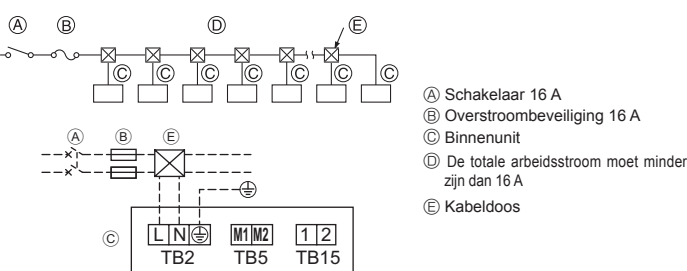 Ⓐ Ⓑ Ⓓ Ⓔ
Ⓒ Ⓒ Ⓒ Ⓒ Ⓒ Ⓒ Ⓒ
Ⓐ Schakelaar 16 A
Ⓑ Overstroombeveiliging 16 A
Ⓒ Binnenunit
Ⓓ De totale arbeidsstroom moet minder
zijn dan 16 A
Ⓔ Kabeldoos
Ⓐ Ⓑ Ⓔ
Ⓒ L N M1 M2 1 2
TB2 TB5 TB15